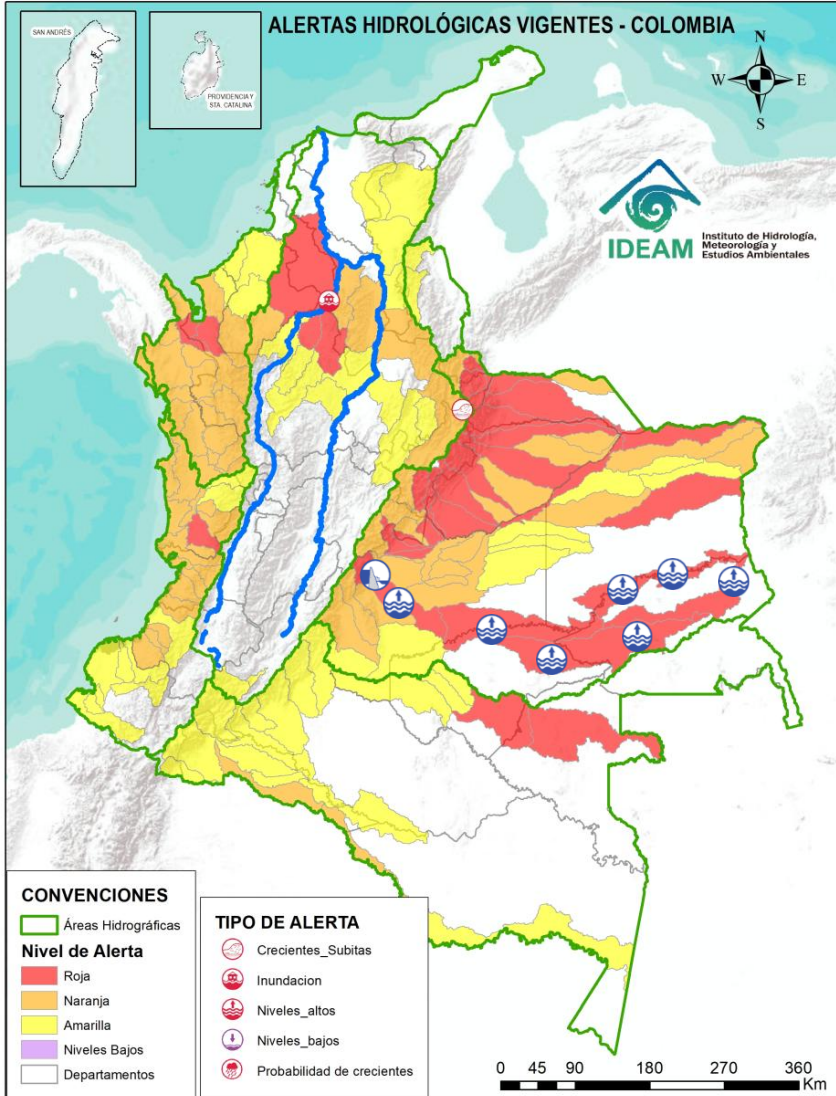 ALERTAS HIDROLÓGICAS VIGENTES - COLOMBIA
SAN ANDRÉS
PROVIDENCIA Y
STA. CATALINA
N
W E
S
IDEAM
Instituto de Hidrología,
Meteorología y
Estudios Ambientales
CONVENCIONES
Áreas Hidrográficas
Nivel de Alerta
Roja
Naranja
Amarilla
Niveles Bajos
Departamentos
TIPO DE ALERTA
Crecientes_Subitas
Inundacion
Niveles_altos
Niveles_bajos
Probabilidad de crecientes
0 45 90 180 270 360
Km